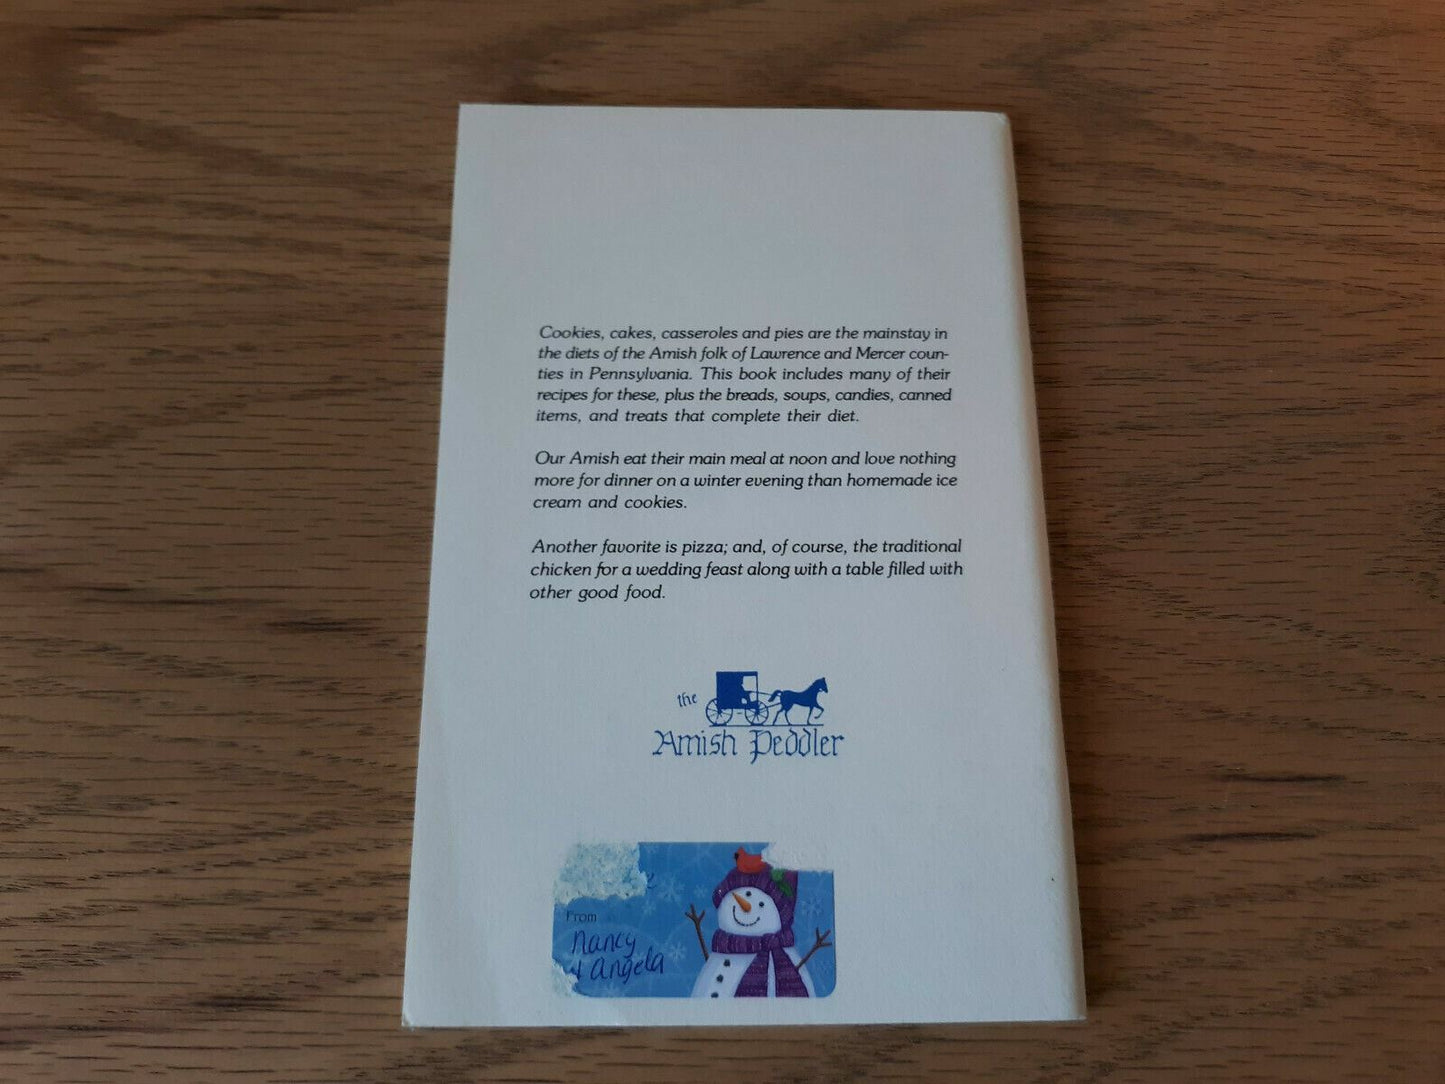 Cookies, cakes, casseroles and pies are the mainstay in
the diets of the Amish folk of Lawrence and Mercer coun-
ties in Pennsylvania. This book includes many of their
recipes for these, plus the breads, soups, candies, canned
items, and treats that complete their diet.
Our Amish eat their main meal at noon and love nothing
more for dinner on a winter evening than homemade ice
cream and cookies.
Another favorite is pizza; and, of course, the traditional
chicken for a wedding feast along with a table filled with
other good food.
the
Amish Peddler
From
Nancy
& Angela